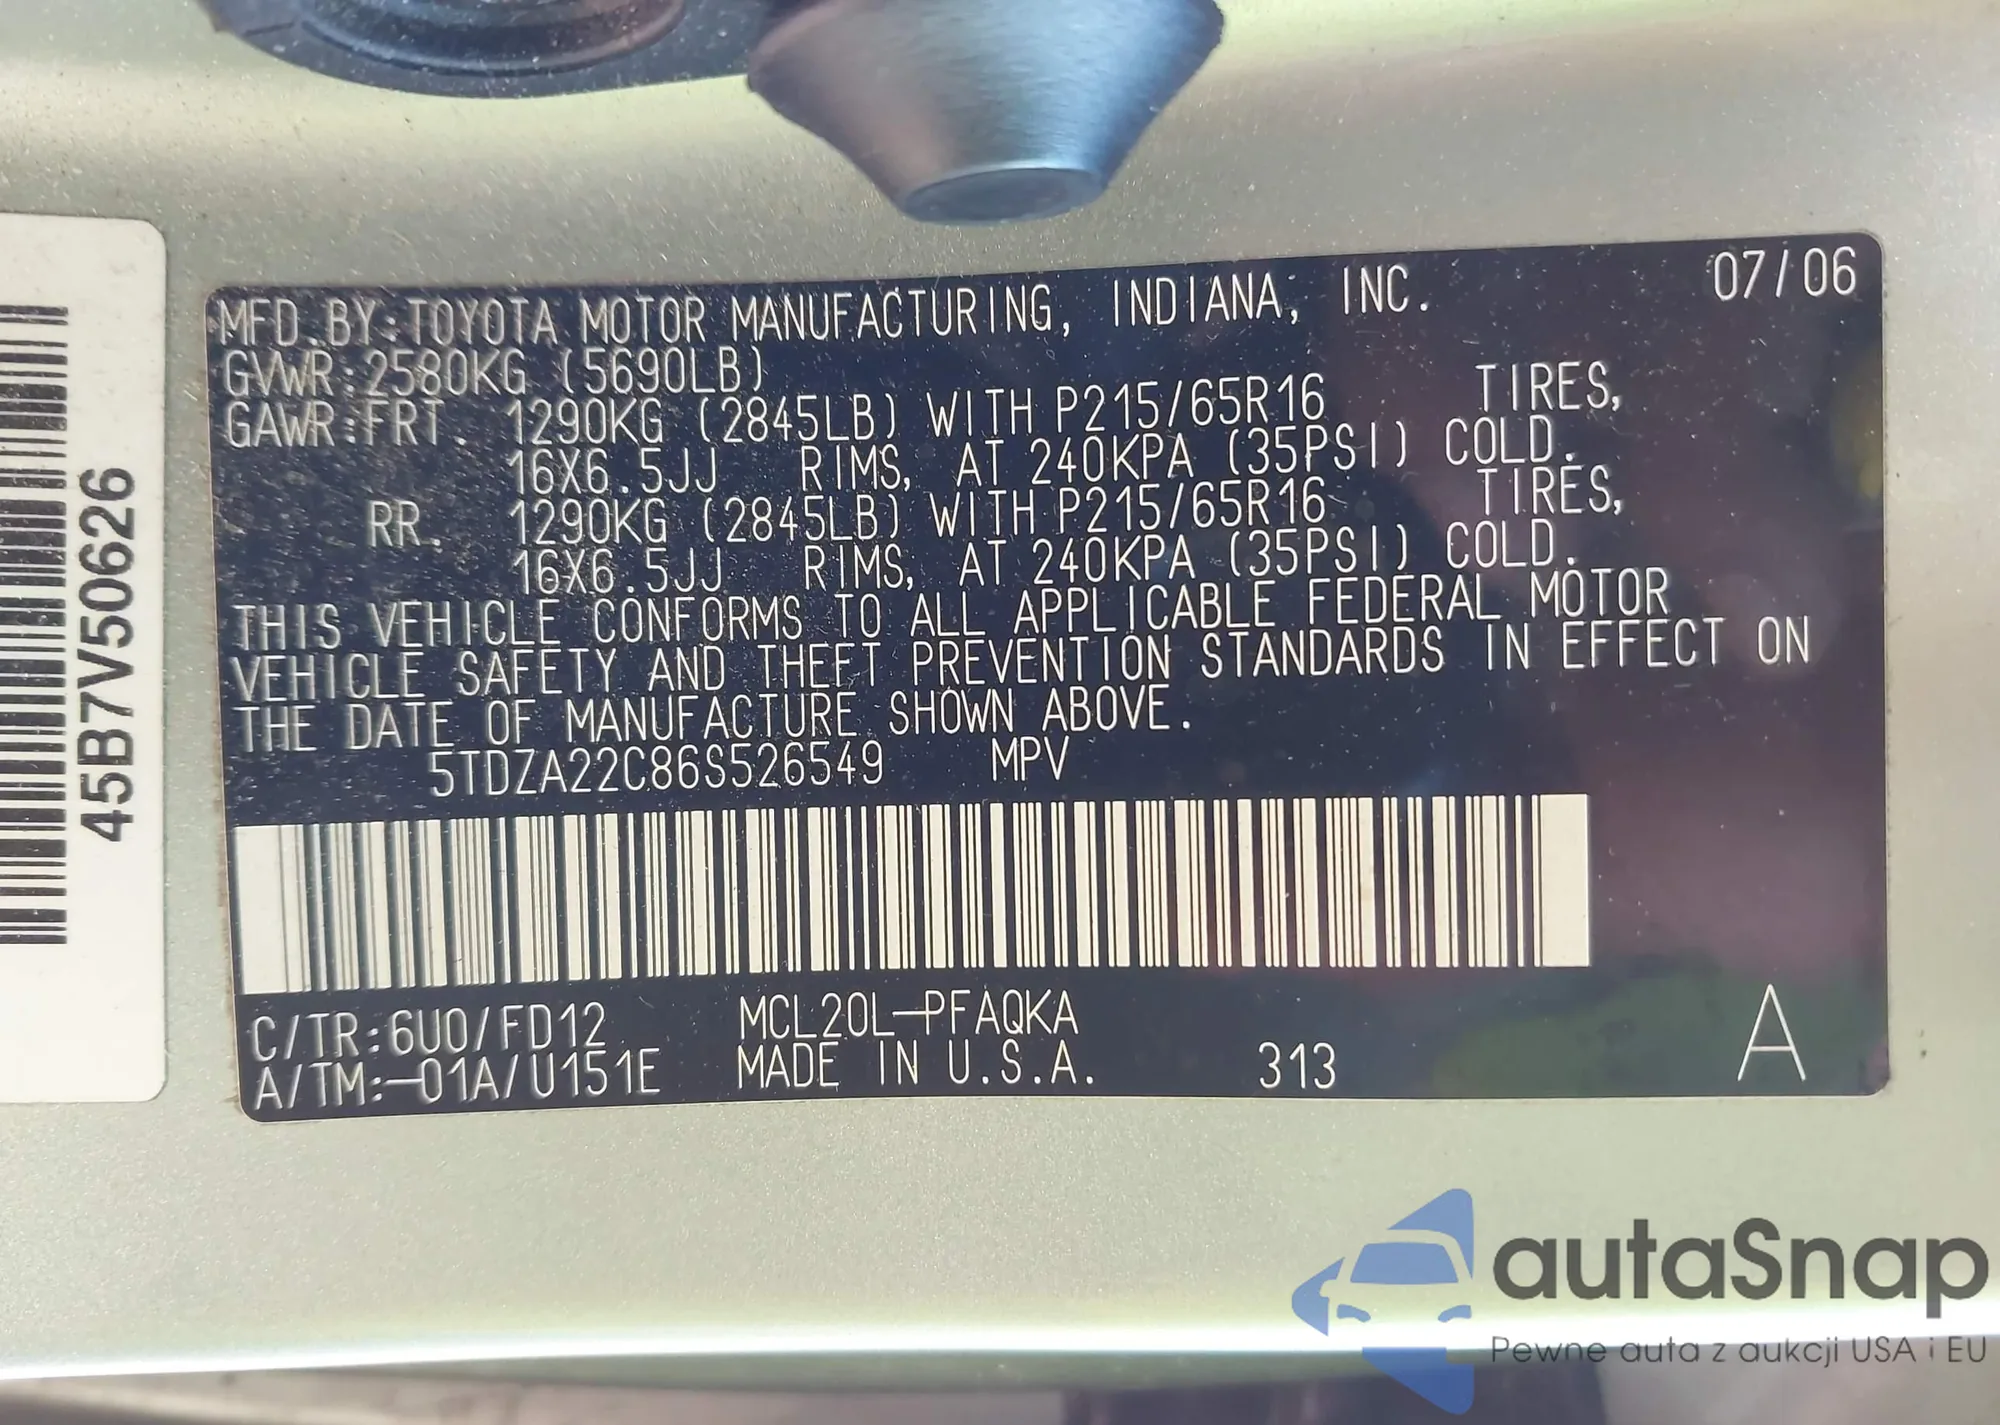 07/06
MFD.BY:TOYOTA MOTOR MANUFACTURING, INDIANA, INC.
GVWR:2580KG (5690LB)
GAWR:FRT. 1290KG (2845LB) WITH P215/65R16 TIRES,
16X6.5JJ RIMS, AT 240KPA (35PSI) COLD.
RR. 1290KG (2845LB) WITH P215/65R16 TIRES,
16X6.5JJ RIMS, AT 240KPA (35PSI) COLD.
THIS VEHICLE CONFORMS TO ALL APPLICABLE FEDERAL MOTOR
VEHICLE SAFETY AND THEFT PREVENTION STANDARDS IN EFFECT ON
THE DATE OF MANUFACTURE SHOWN ABOVE.
5TDZA22C86S526549 MPV
C/TR:6U0/FD12 MCL20L-PFAQKA
A/TM:-01A/U151E MADE IN U.S.A. 313 A
45B7V50626
autaSnap
Pewne auta z aukcji USA i EU